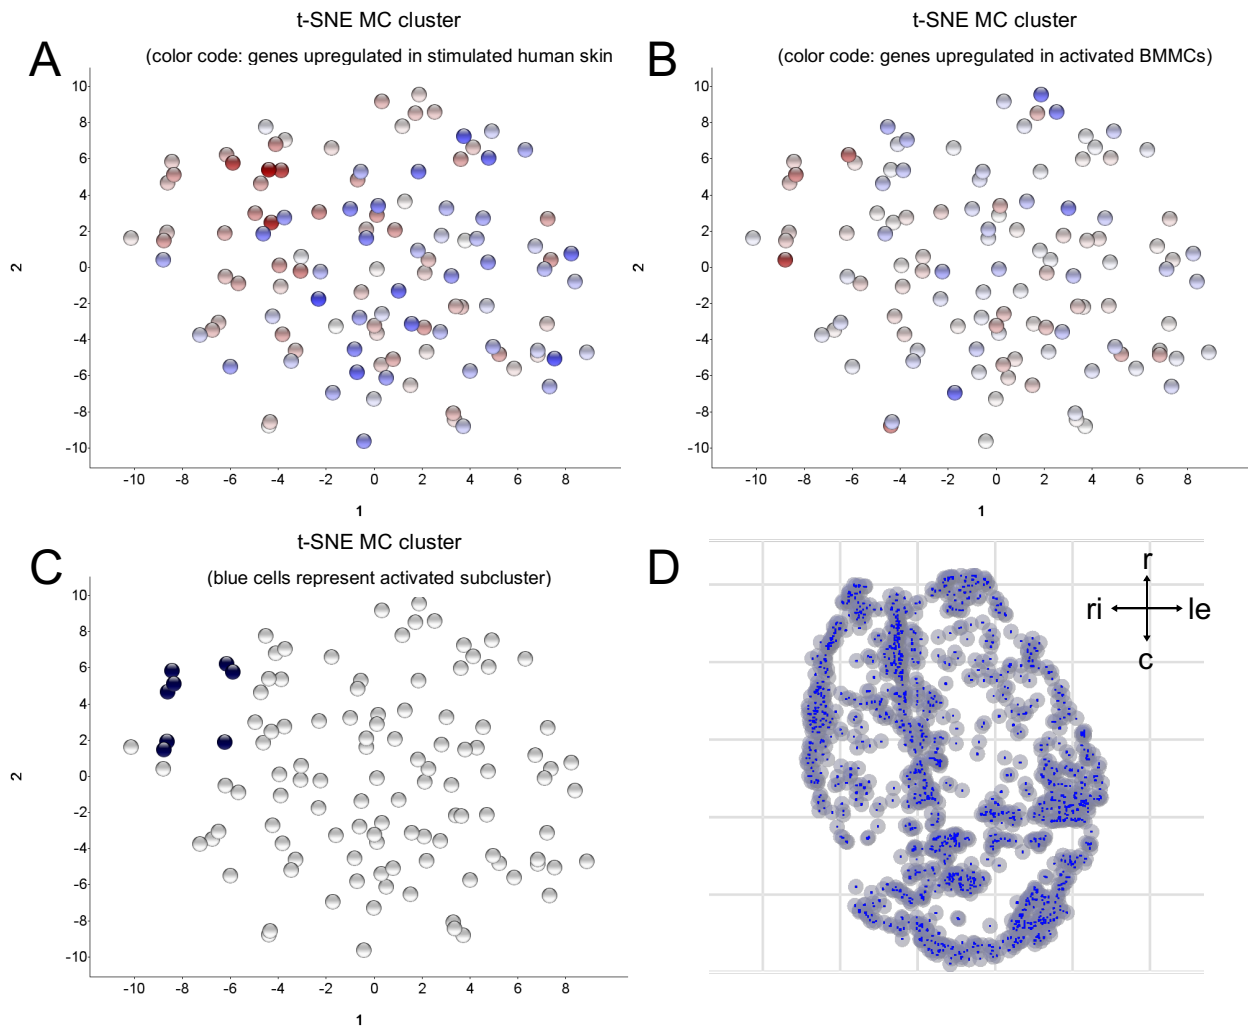 t-SNE MC cluster
A
(color code: genes upregulated in stimulated human skin
10
8
6
4
2
0
-2
-4
-6
-8
-10
2
-10 -8 -6 -4 -2 0 2 4 6 8
1
t-SNE MC cluster
B
(color code: genes upregulated in activated BMMCs)
10
8
6
4
2
0
-2
-4
-6
-8
-10
2
-10 -8 -6 -4 -2 0 2 4 6 8
1
t-SNE MC cluster
C
(blue cells represent activated subcluster)
10
8
6
4
2
0
-2
-4
-6
-8
-10
2
-10 -8 -6 -4 -2 0 2 4 6 8
1
D
r
ri le
c